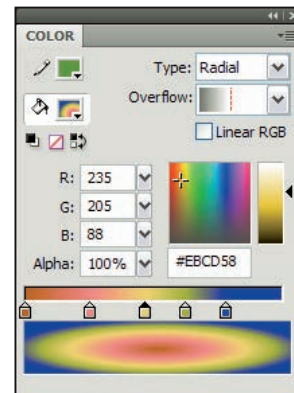 COLOR
Type: Radial
Overflow:
Linear RGB
R: 235
G: 205
B: 88
Alpha: 100% #EBCD58